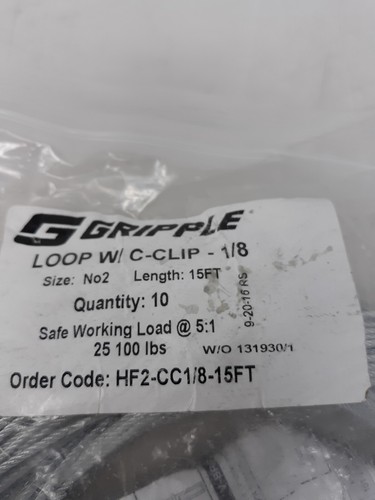 GRIPPLE
LOOP W/ C-CLIP - 1/8
Size: No2 Length: 15FT
Quantity: 10
Safe Working Load @ 5:1
25 100 lbs W/O 131930/1
9-20-16 RS
Order Code: HF2-CC1/8-15FT